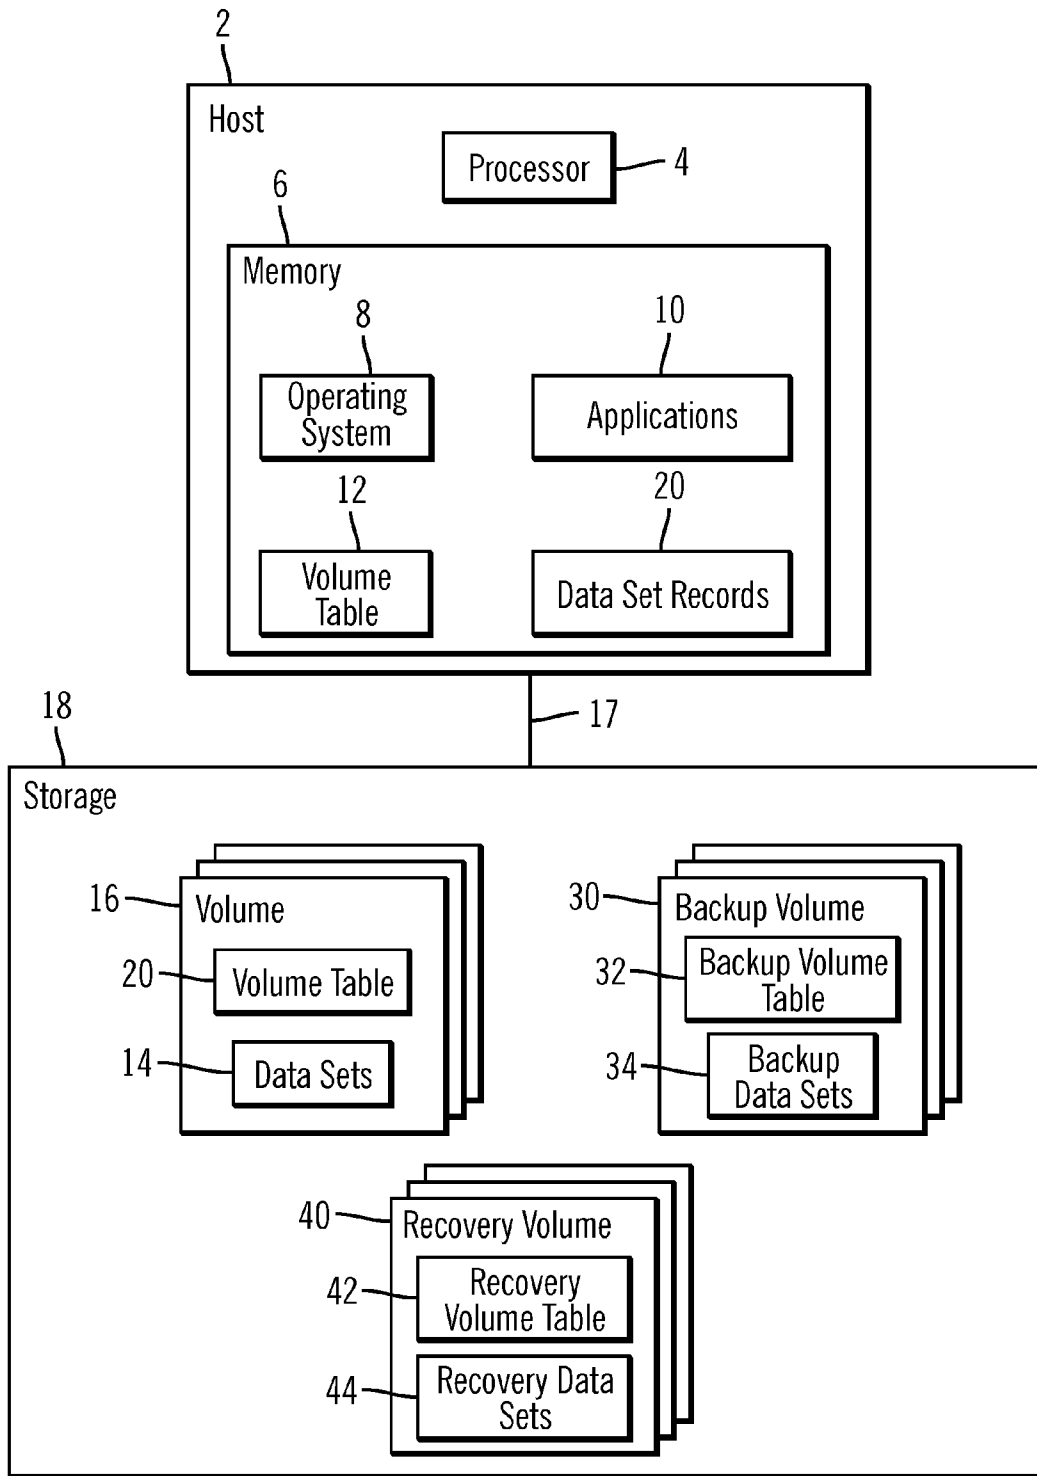 2
Host
Processor
4
6
Memory
8
10
Operating
System
Applications
12
20
Volume
Table
Data Set Records
17
18
Storage
16
Volume
20
Volume Table
14
Data Sets
30
Backup Volume
32
Backup Volume
Table
34
Backup
Data Sets
40
Recovery Volume
42
Recovery
Volume Table
44
Recovery Data
Sets